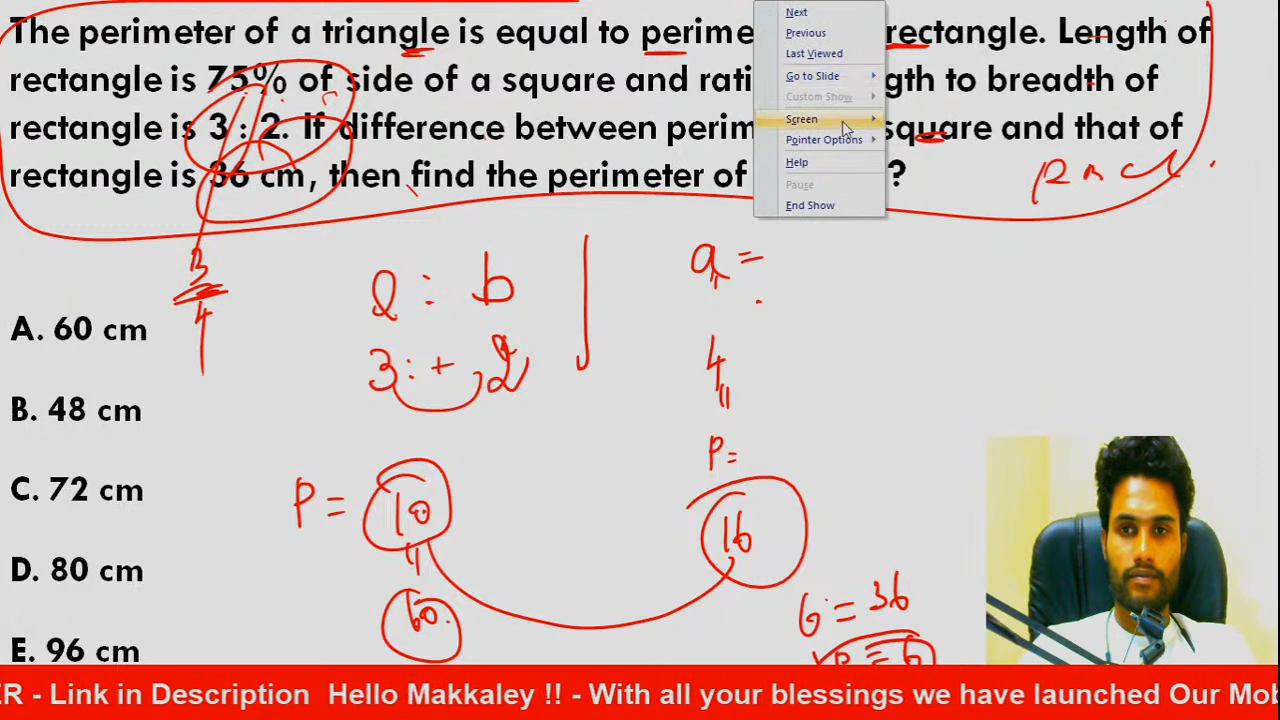 The perimeter of a triangle is equal to perime rectangle. Length of
rectangle is 75% of side of a square and rati gth to breadth of
rectangle is 3 : 2. If difference between perim square and that of
rectangle is 36 cm, then find the perimeter of ?
Next
Previous
Last Viewed
Go to Slide
Custom Show
Screen
Pointer Options
Help
Pause
End Show
3
4
l : b
a =
3 : + 2
4
A. 60 cm
B. 48 cm
C. 72 cm
D. 80 cm
E. 96 cm
P =
P = 10
16
60
6 = 36
= 6
ER - Link in Description Hello Makkaley !! - With all your blessings we have launched Our Mob